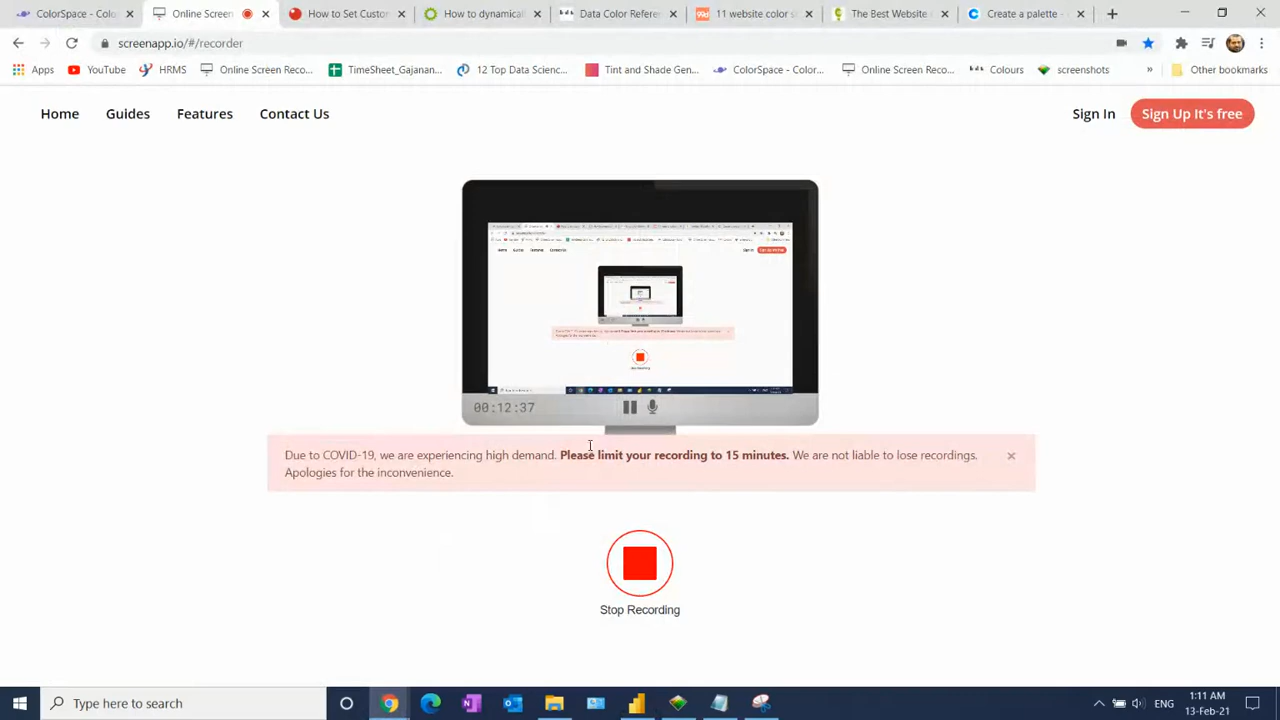 ColorSpace - Colo
Online Screen
How to Set Custom
How to dynamicall
Data Color Refere
99d
11 website color s
The Best Website
Create a palette -
screenapp.io/#/recorder
Apps
YouTube
HRMS
Online Screen Reco...
TimeSheet_Gajanan...
12 Top Data Scienc...
Tint and Shade Gen...
ColorSpace - Color...
Online Screen Reco...
Colours
screenshots
»
Other bookmarks
Home
Guides
Features
Contact Us
Sign In
Sign Up It's free
00:12:37
Due to COVID-19, we are experiencing high demand. Please limit your recording to 15 minutes. We are not liable to lose recordings.
Apologies for the inconvenience.
Stop Recording
Type here to search
ENG
1:11 AM
13-Feb-21